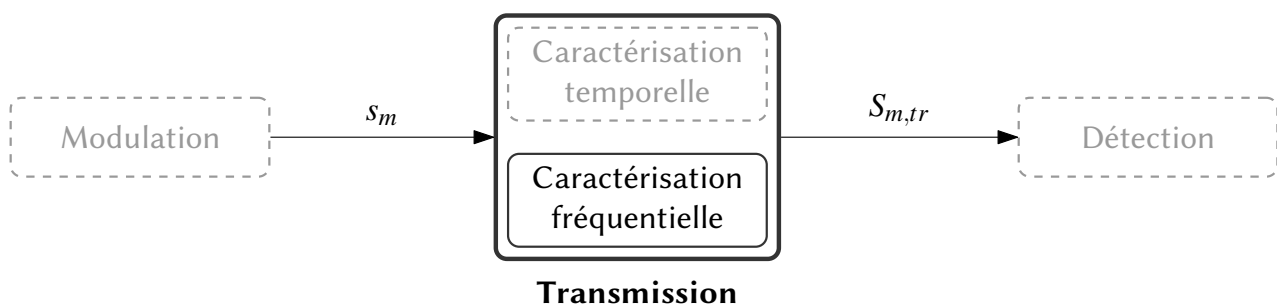 Caractérisation
temporelle
Modulation
s_m
S_{m,tr}
Détection
Caractérisation
fréquentielle
Transmission